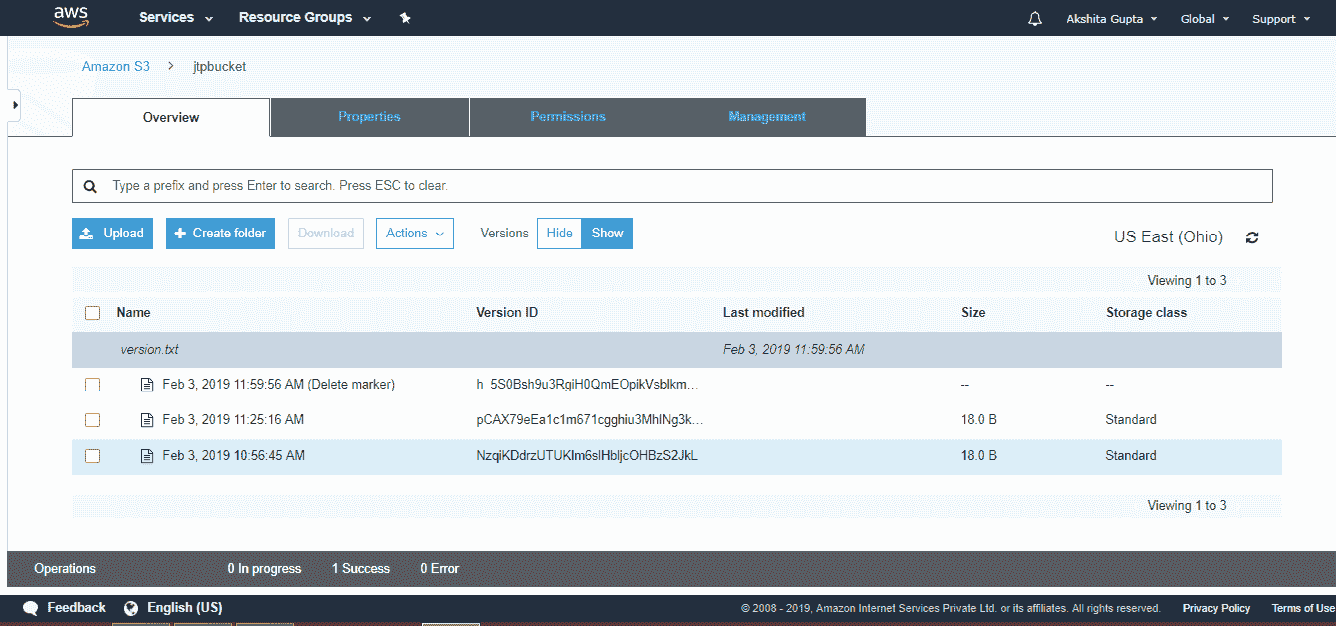 aws Services Resource Groups Akshita Gupta Global Support
Amazon S3 > jtpbucket
Overview Properties Permissions Management
Type a prefix and press Enter to search. Press ESC to clear.
Upload Create folder Download Actions Versions Hide Show US East (Ohio)
Viewing 1 to 3
Name Version ID Last modified Size Storage class
version.txt Feb 3, 2019 11:59:56 AM
Feb 3, 2019 11:59:56 AM (Delete marker) -- --
Feb 3, 2019 11:25:16 AM 18.0 B Standard
Feb 3, 2019 10:56:45 AM 18.0 B Standard
Viewing 1 to 3
Operations 0 In progress 1 Success 0 Error
Feedback English (US) © 2008 - 2019, Amazon Internet Services Private Ltd. or its affiliates. All rights reserved. Privacy Policy Terms of Use